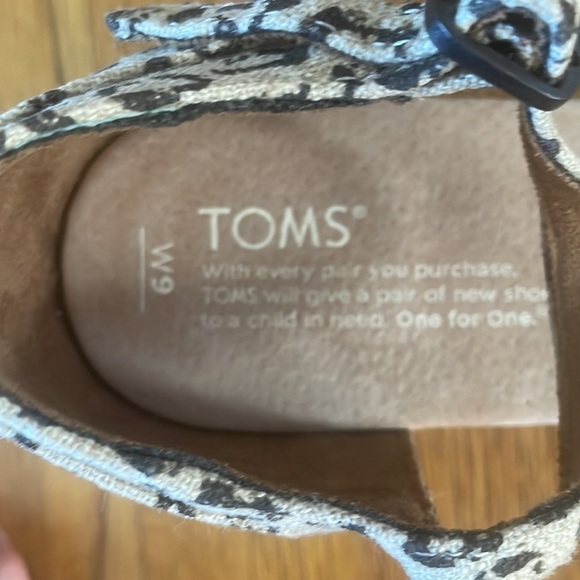 TOMS®
With every pair you purchase,
TOMS will give a pair of new shoe
to a child in need. One for One.®
W9